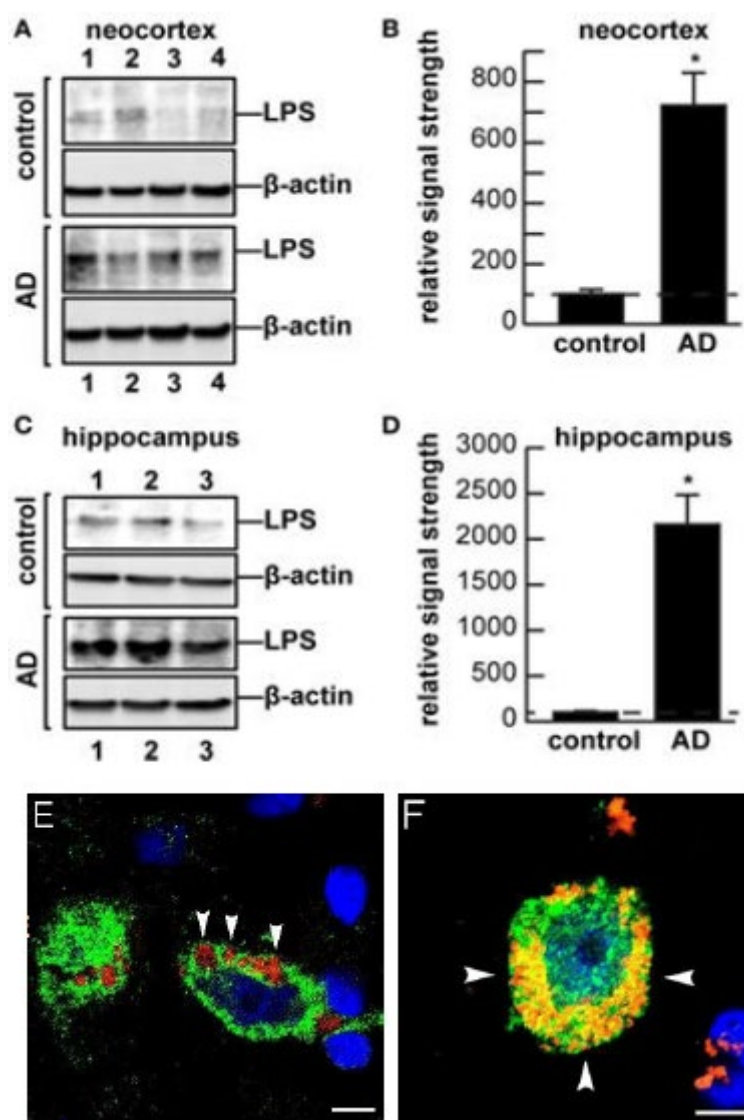 A neocortex
1 2 3 4
control
LPS
β-actin
AD
LPS
β-actin
1 2 3 4
B neocortex
relative signal strength
800
600
400
200
100
0
control AD
*
C hippocampus
1 2 3
control
LPS
β-actin
AD
LPS
β-actin
1 2 3
D hippocampus
relative signal strength
3000
2500
2000
1500
1000
500
100
0
control AD
*
E
F